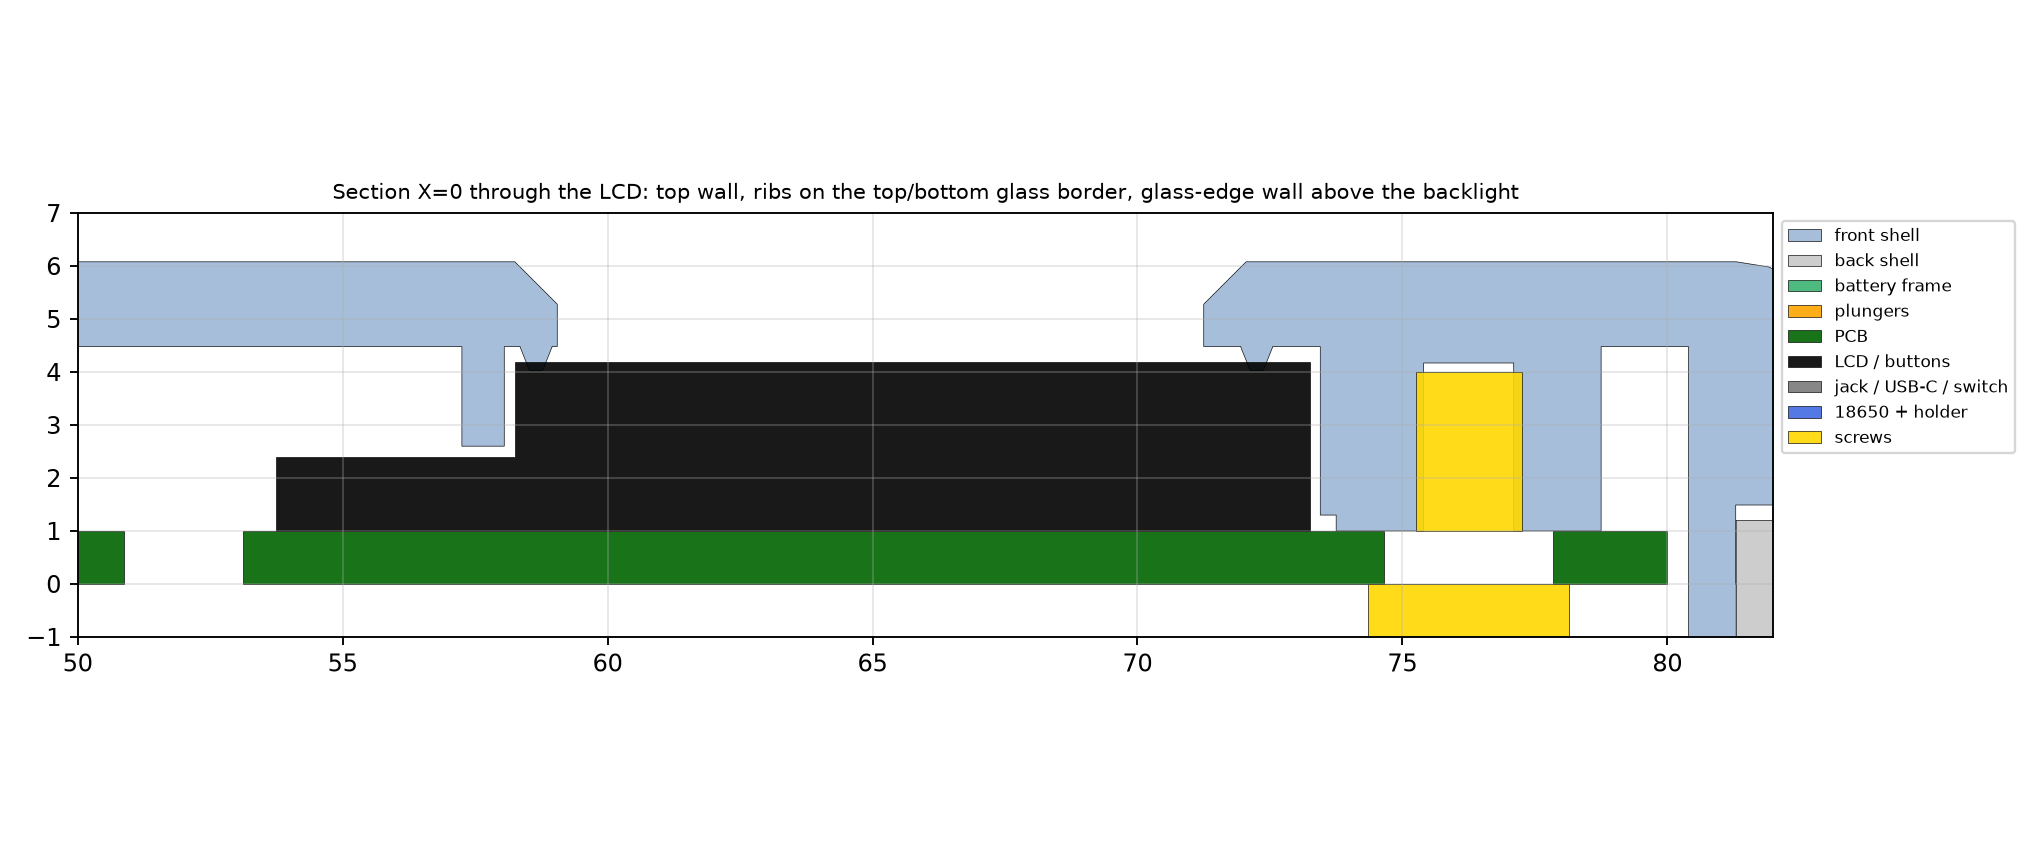 Section X=0 through the LCD: top wall, ribs on the top/bottom glass border, glass-edge wall above the backlight
7
6
5
4
3
2
1
0
−1
50
55
60
65
70
75
80
front shell
back shell
battery frame
plungers
PCB
LCD / buttons
jack / USB-C / switch
18650 + holder
screws